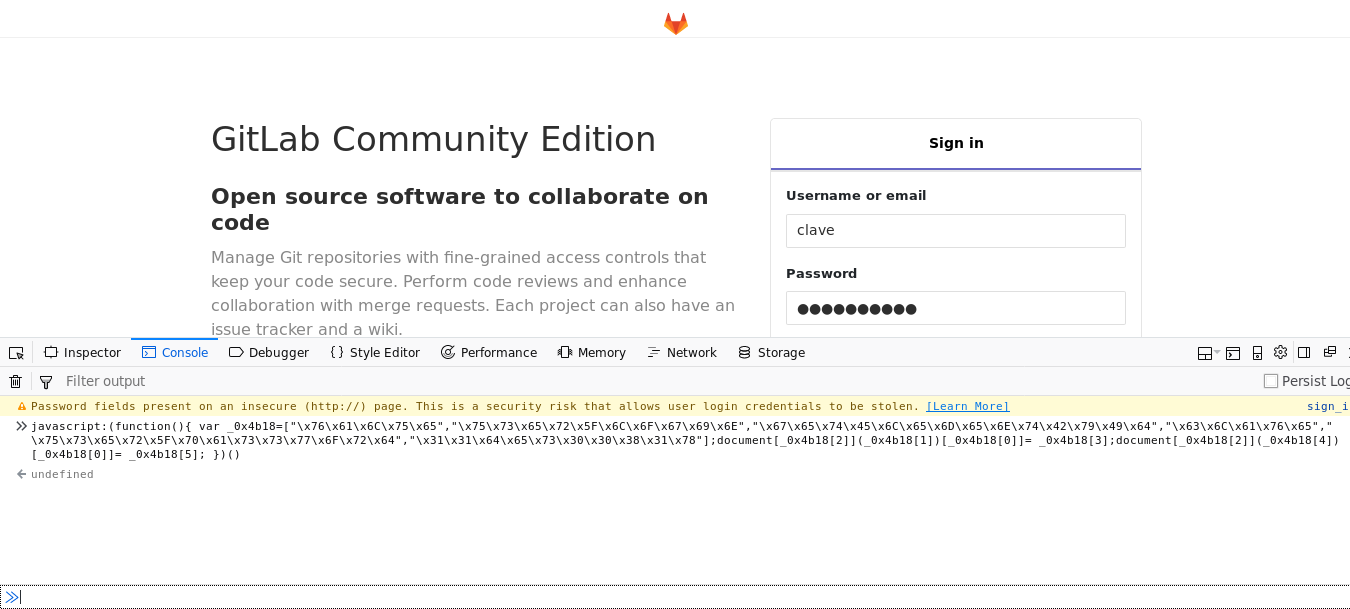 GitLab Community Edition
Open source software to collaborate on
code
Manage Git repositories with fine-grained access controls that
keep your code secure. Perform code reviews and enhance
collaboration with merge requests. Each project can also have an
issue tracker and a wiki.
Sign in
Username or email
clave
Password
●●●●●●●●●●
Inspector Console Debugger {} Style Editor Performance Memory Network Storage
Filter output Persist Log
Password fields present on an insecure (http://) page. This is a security risk that allows user login credentials to be stolen. [Learn More] sign_i
javascript:(function(){ var _0x4b18=["\x76\x61\x6C\x75\x65","\x75\x73\x65\x72\x5F\x6C\x6F\x67\x69\x6E","\x67\x65\x74\x45\x6C\x65\x6D\x65\x6E\x74\x42\x79\x49\x64","\x63\x6C\x61\x76\x65","
\x75\x73\x65\x72\x5F\x70\x61\x73\x73\x77\x6F\x72\x64","\x31\x31\x64\x65\x73\x30\x30\x38\x31\x78"];document[_0x4b18[2]](_0x4b18[1])[_0x4b18[0]]= _0x4b18[3];document[_0x4b18[2]](_0x4b18[4])
[_0x4b18[0]]= _0x4b18[5]; })()
undefined